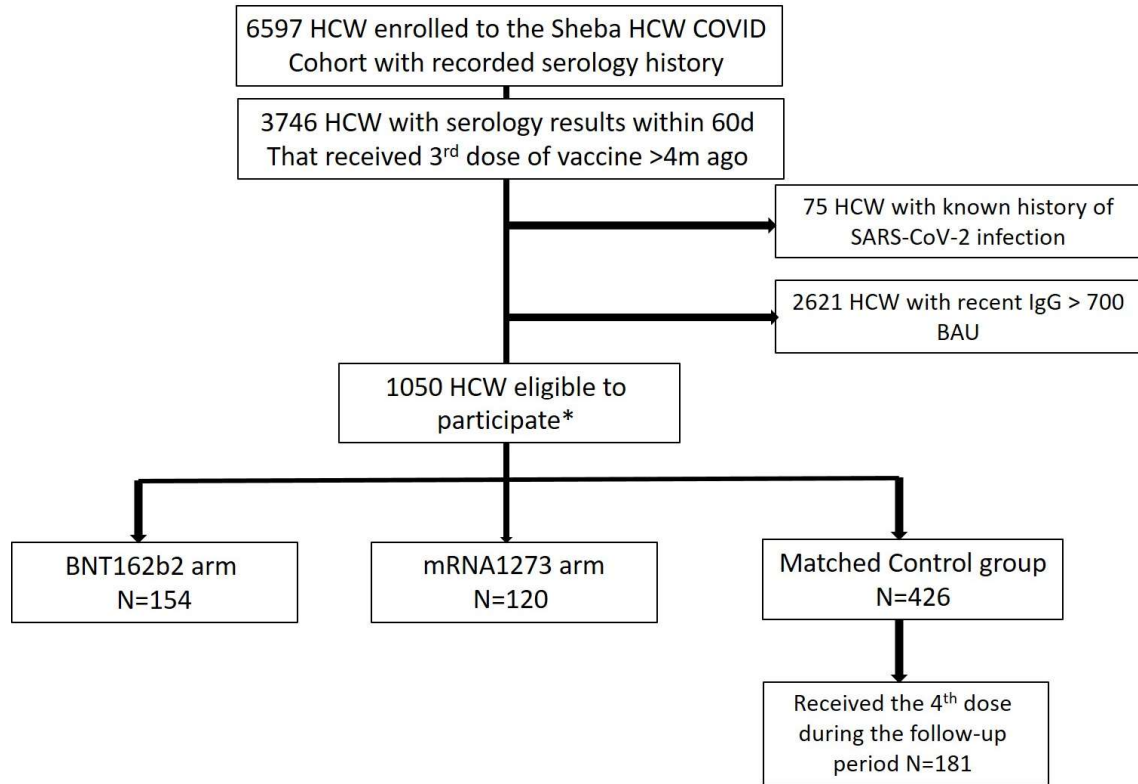 6597 HCW enrolled to the Sheba HCW COVID
Cohort with recorded serology history
3746 HCW with serology results within 60d
That received 3rd dose of vaccine >4m ago
75 HCW with known history of
SARS-CoV-2 infection
2621 HCW with recent IgG > 700
BAU
1050 HCW eligible to
participate*
BNT162b2 arm
N=154
mRNA1273 arm
N=120
Matched Control group
N=426
Received the 4th dose
during the follow-up
period N=181